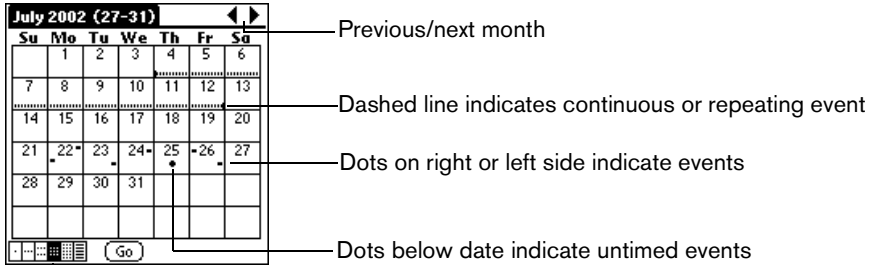 July 2002 (27-31)
Previous/next month
Su Mo Tu We Th Fr Sa
1 2 3 4 5 6
7 8 9 10 11 12 13
Dashed line indicates continuous or repeating event
14 15 16 17 18 19 20
21 22 23 24 25 26 27
Dots on right or left side indicate events
28 29 30 31
Go
Dots below date indicate untimed events